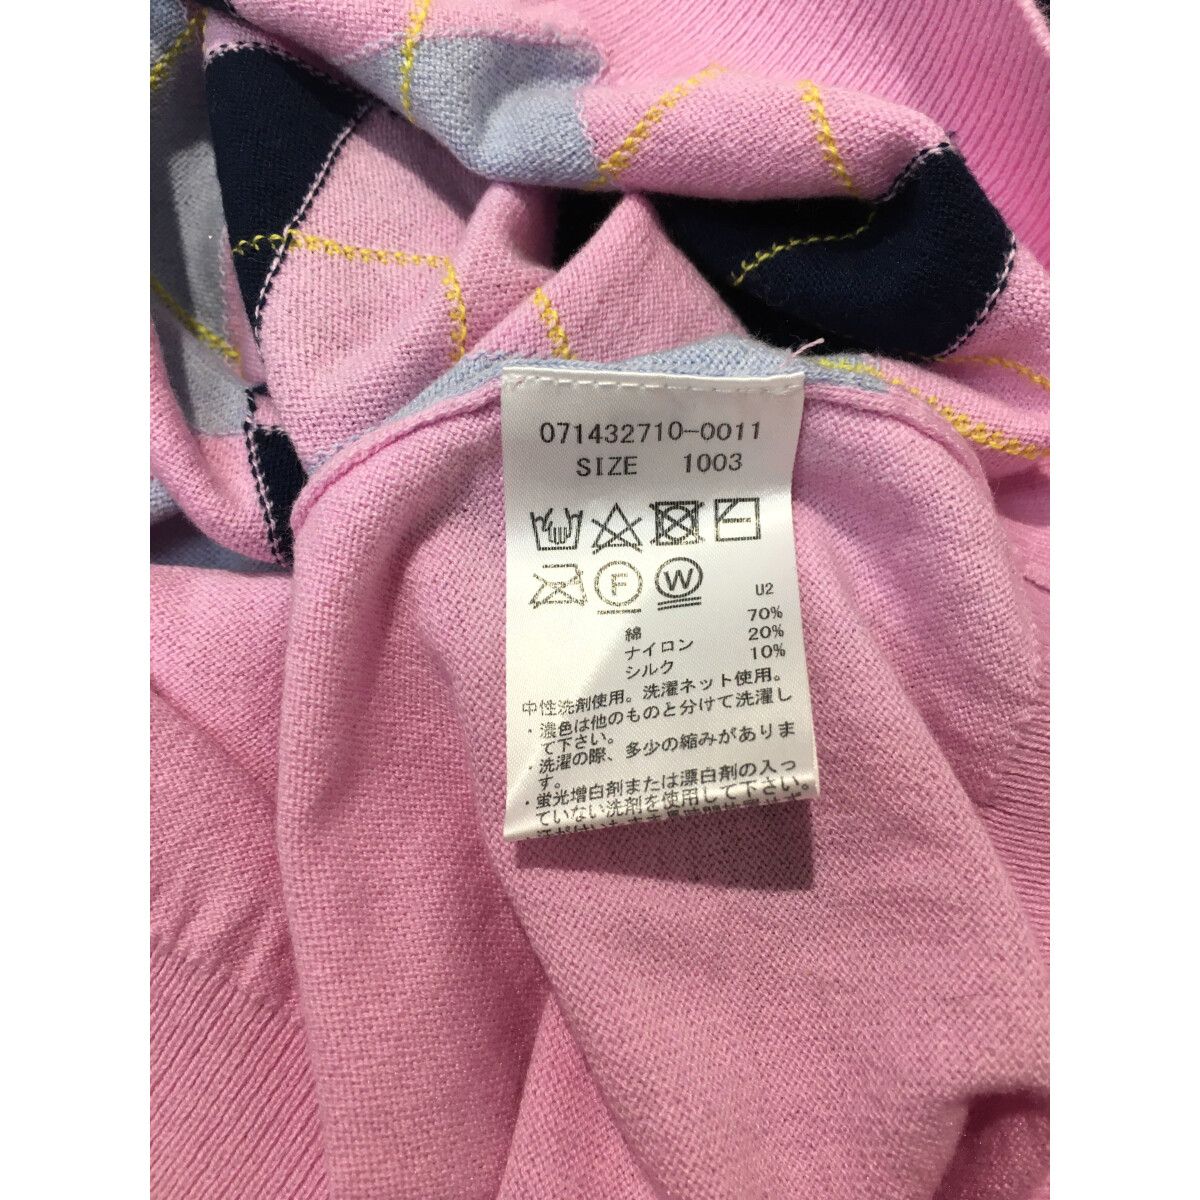 071432710-0011
SIZE 1003
F W
U2
綿 70%
ナイロン 20%
シルク 10%
中性洗剤使用。洗濯ネット使用。
・濃色は他のものと分けて洗濯し
て下さい。
・洗濯の際、多少の縮みがありま
す。
・蛍光増白剤または漂白剤の入っ
ていない洗剤を使用して下さい。